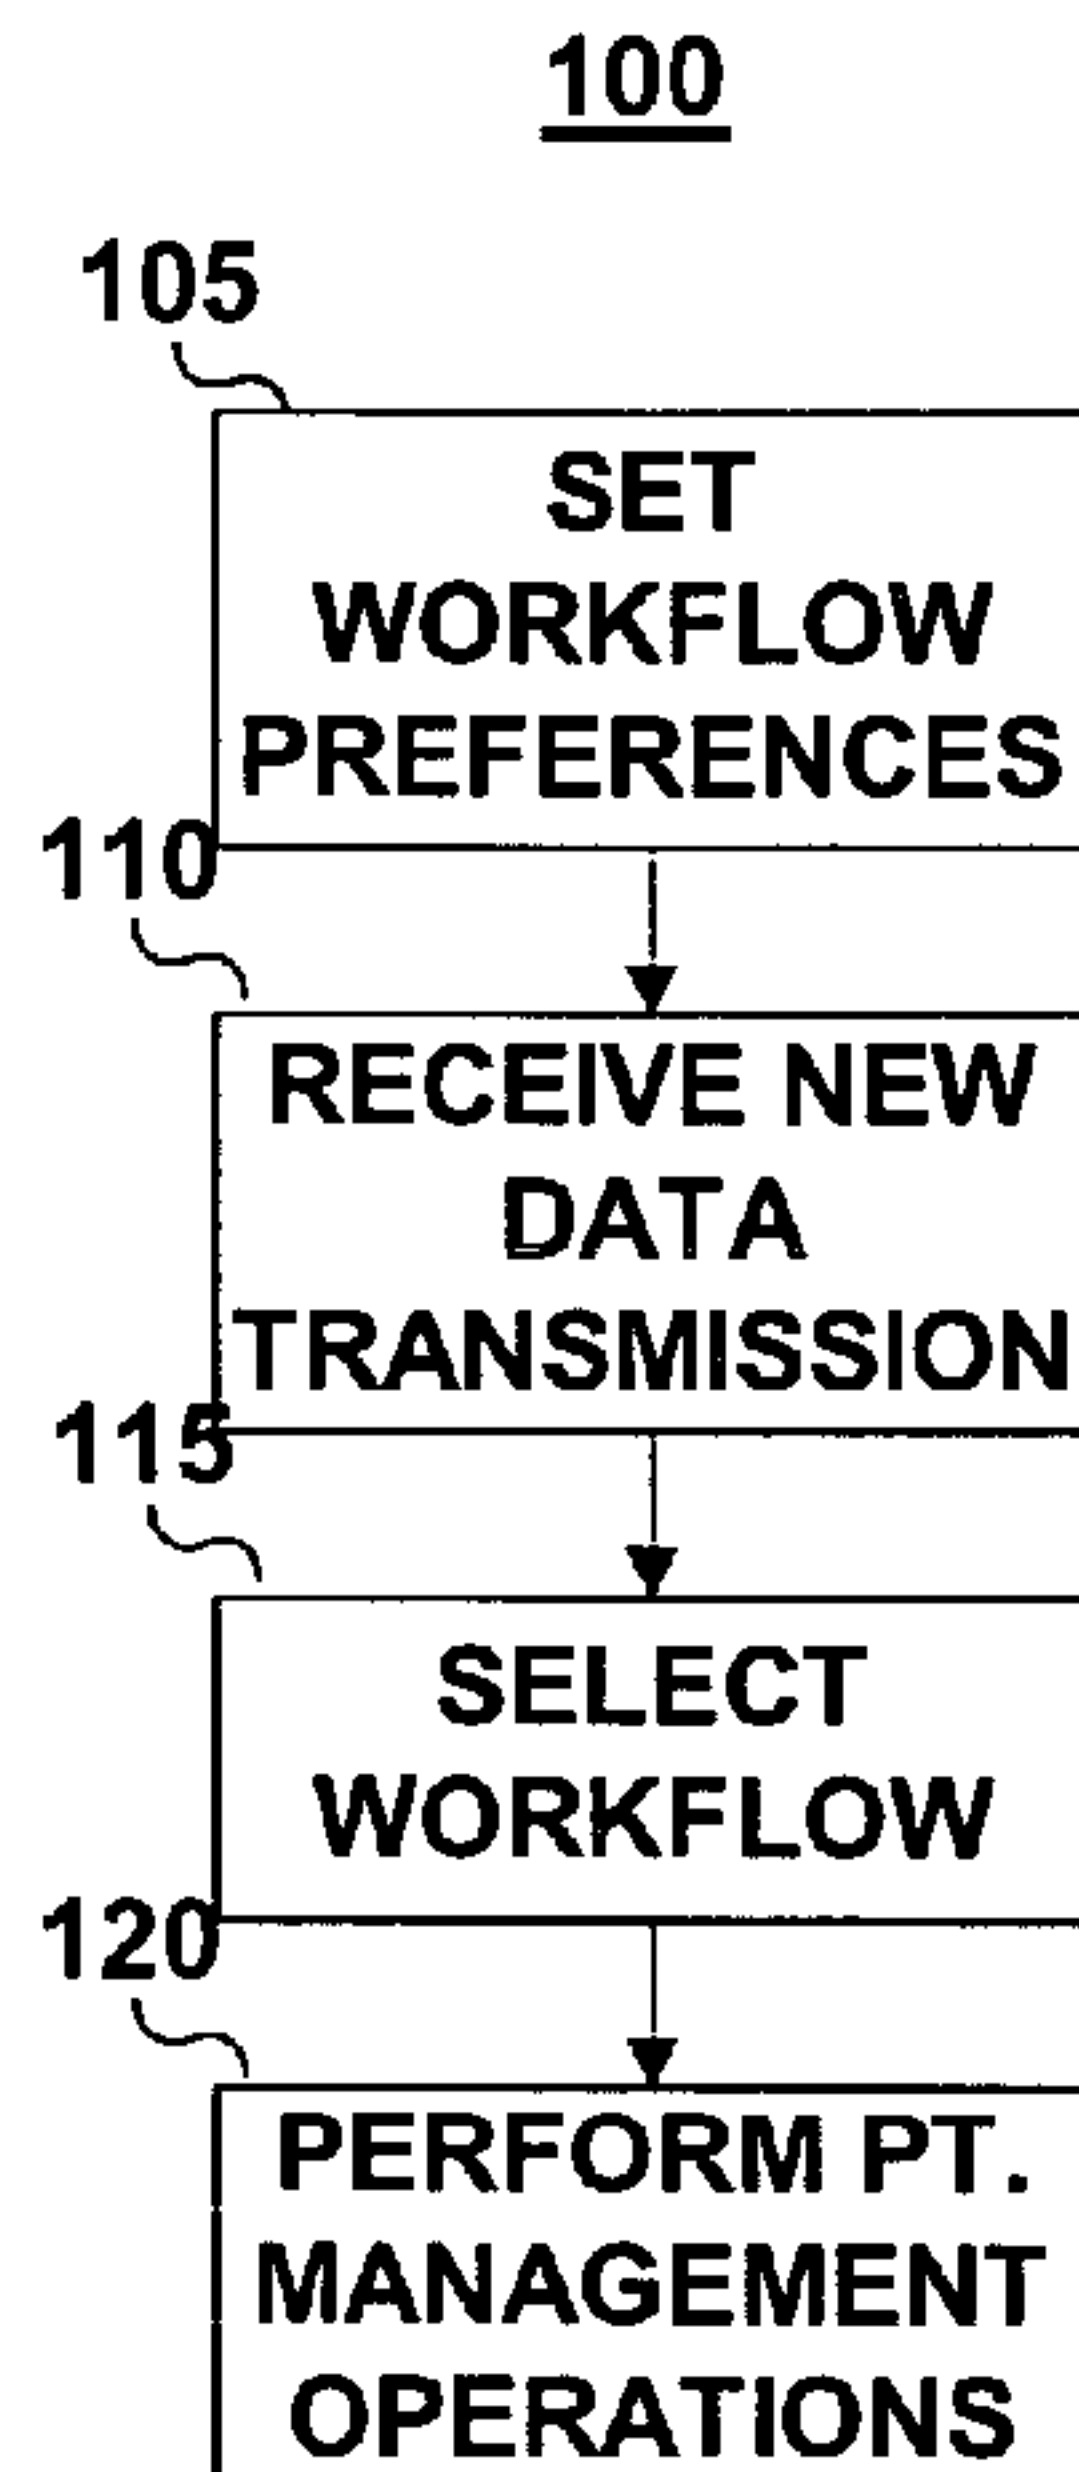 100
105
SET
WORKFLOW
PREFERENCES
110
RECEIVE NEW
DATA
TRANSMISSION
115
SELECT
WORKFLOW
120
PERFORM PT.
MANAGEMENT
OPERATIONS